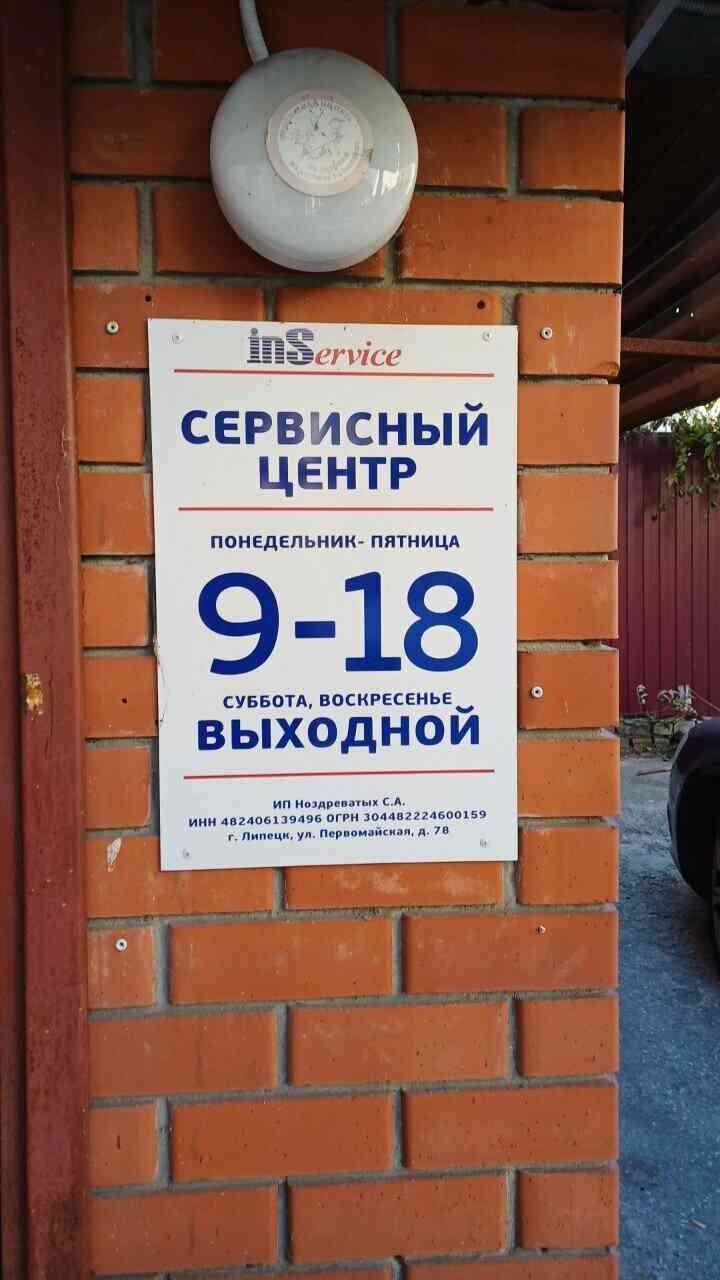 inService
СЕРВИСНЫЙ
ЦЕНТР
ПОНЕДЕЛЬНИК- ПЯТНИЦА
9-18
СУББОТА, ВОСКРЕСЕНЬЕ
ВЫХОДНОЙ
ИП Ноздреватых С.А.
ИНН 482406139496 ОГРН 304482224600159
г. Липецк, ул. Первомайская, д. 78